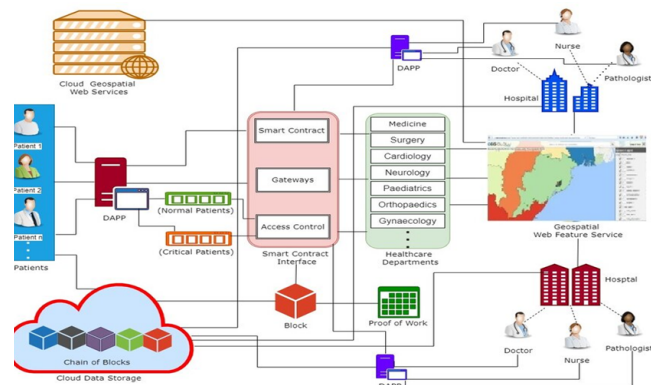 Cloud Geospatial
Web Services
DAPP
Nurse
Doctor
Pathologist
Hospital
Patient 1
Patient 2
Patient n
Patients
DAPP
(Normal Patients)
(Critical Patients)
Smart Contract
Gateways
Access Control
Smart Contract
Interface
Medicine
Surgery
Cardiology
Neurology
Paediatrics
Orthopaedics
Gynaecology
Healthcare
Departments
Geospatial
Web Feature Service
Block
Proof of Work
Hosptal
Doctor
Nurse
Pathologist
Chain of Blocks
Cloud Data Storage
DAPP